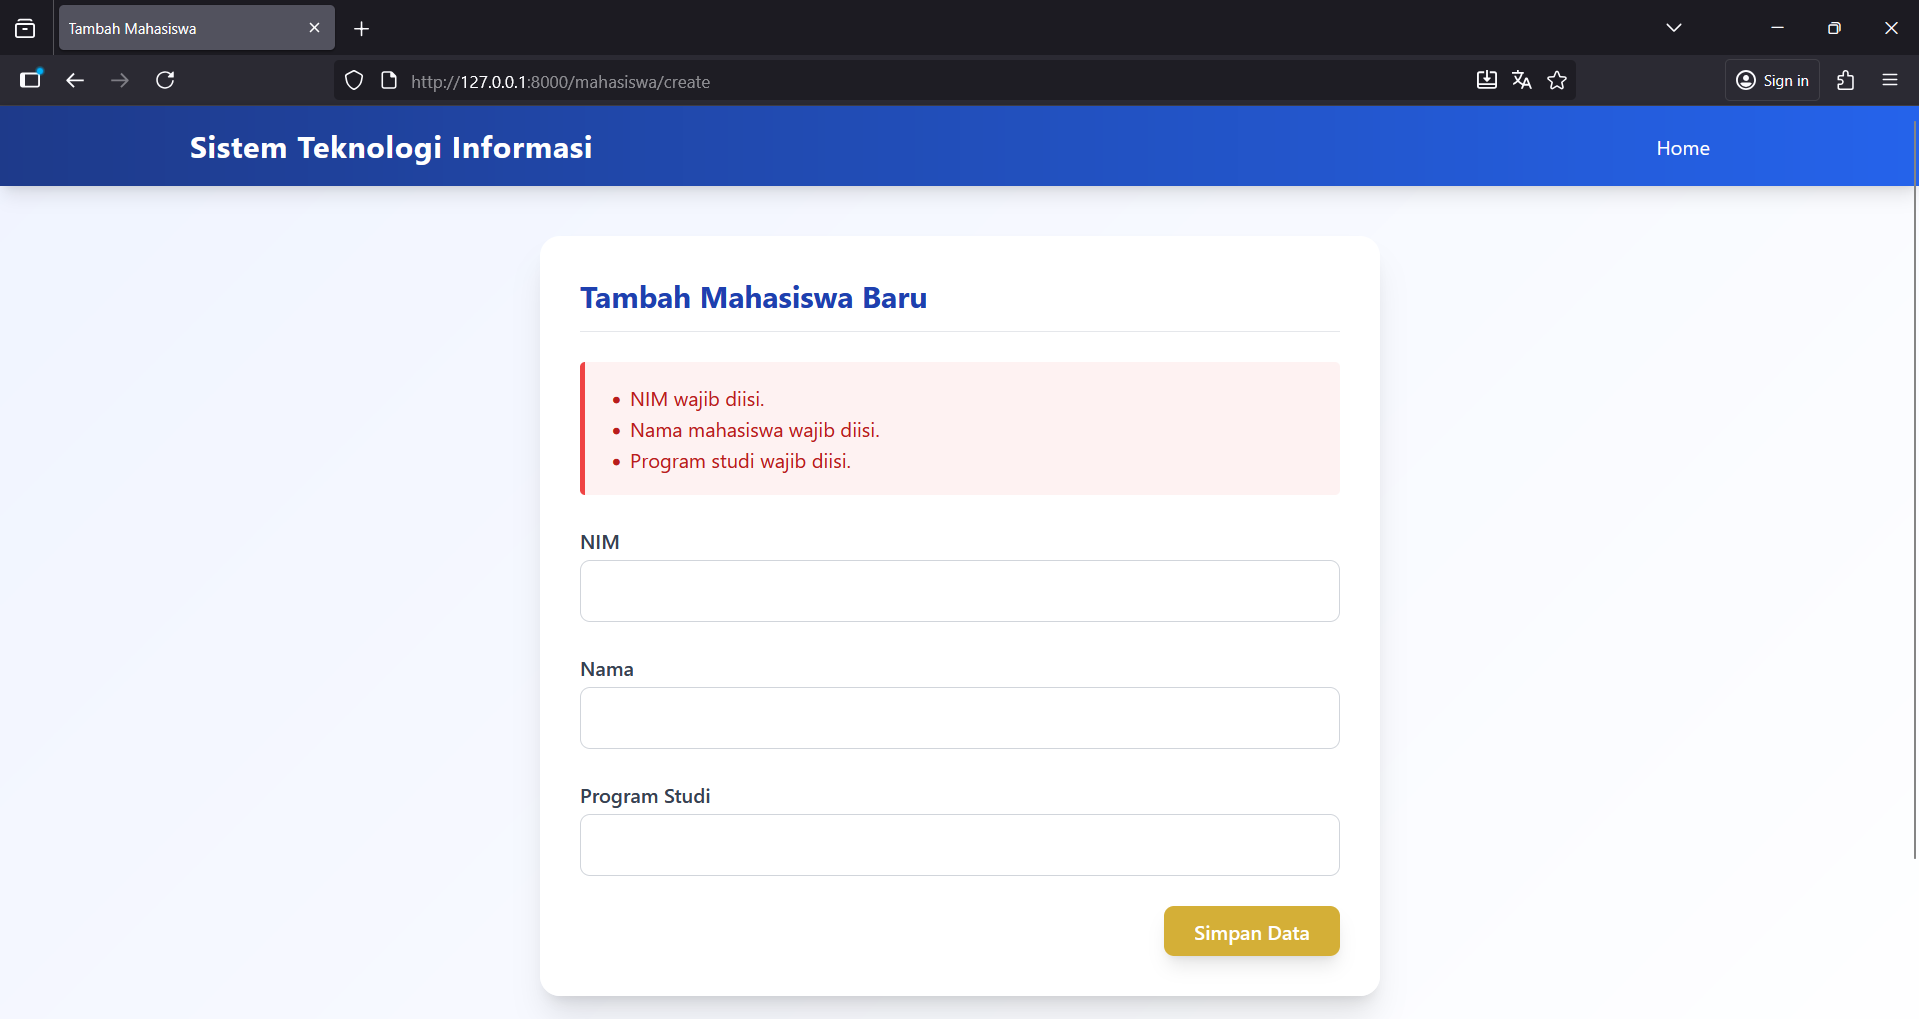 Tambah Mahasiswa
http://127.0.0.1:8000/mahasiswa/create
Sign in
Sistem Teknologi Informasi
Home
Tambah Mahasiswa Baru
• NIM wajib diisi.
• Nama mahasiswa wajib diisi.
• Program studi wajib diisi.
NIM
Nama
Program Studi
Simpan Data